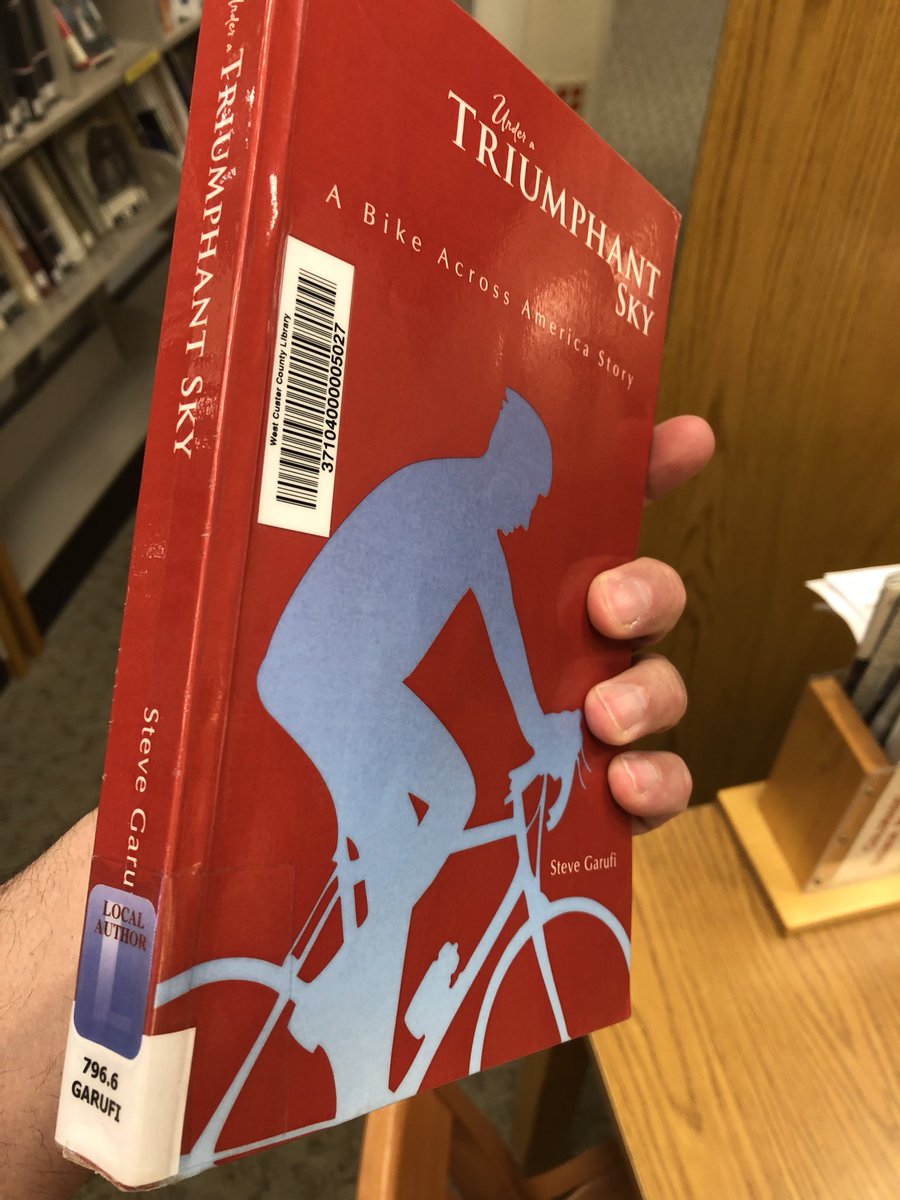 Under a
TRIUMPHANT
SKY
A Bike Across America Story
Steve Garufi
West Custer County Library
37104000005027
Under a TRIUMPHANT SKY
Steve Garu
LOCAL
AUTHOR
L
796.6
GARUFI